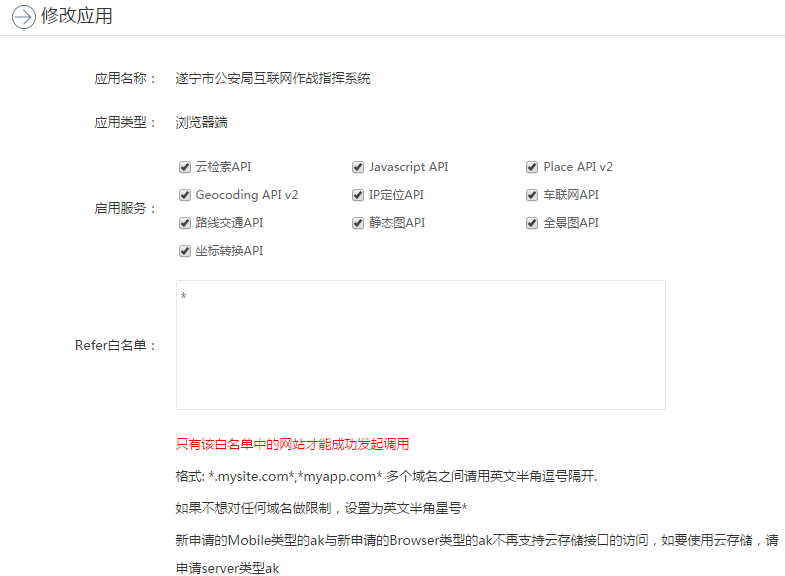 修改应用
应用名称： 遂宁市公安局互联网作战指挥系统
应用类型： 浏览器端
云检索API Javascript API Place API v2
启用服务： Geocoding API v2 IP定位API 车联网API
路线交通API 静态图API 全景图API
坐标转换API
*
Refer白名单：
只有该白名单中的网站才能成功发起调用
格式: *.mysite.com*,*myapp.com* 多个域名之间请用英文半角逗号隔开.
如果不想对任何域名做限制，设置为英文半角星号*
新申请的Mobile类型的ak与新申请的Browser类型的ak不再支持云存储接口的访问，如要使用云存储，请
申请server类型ak